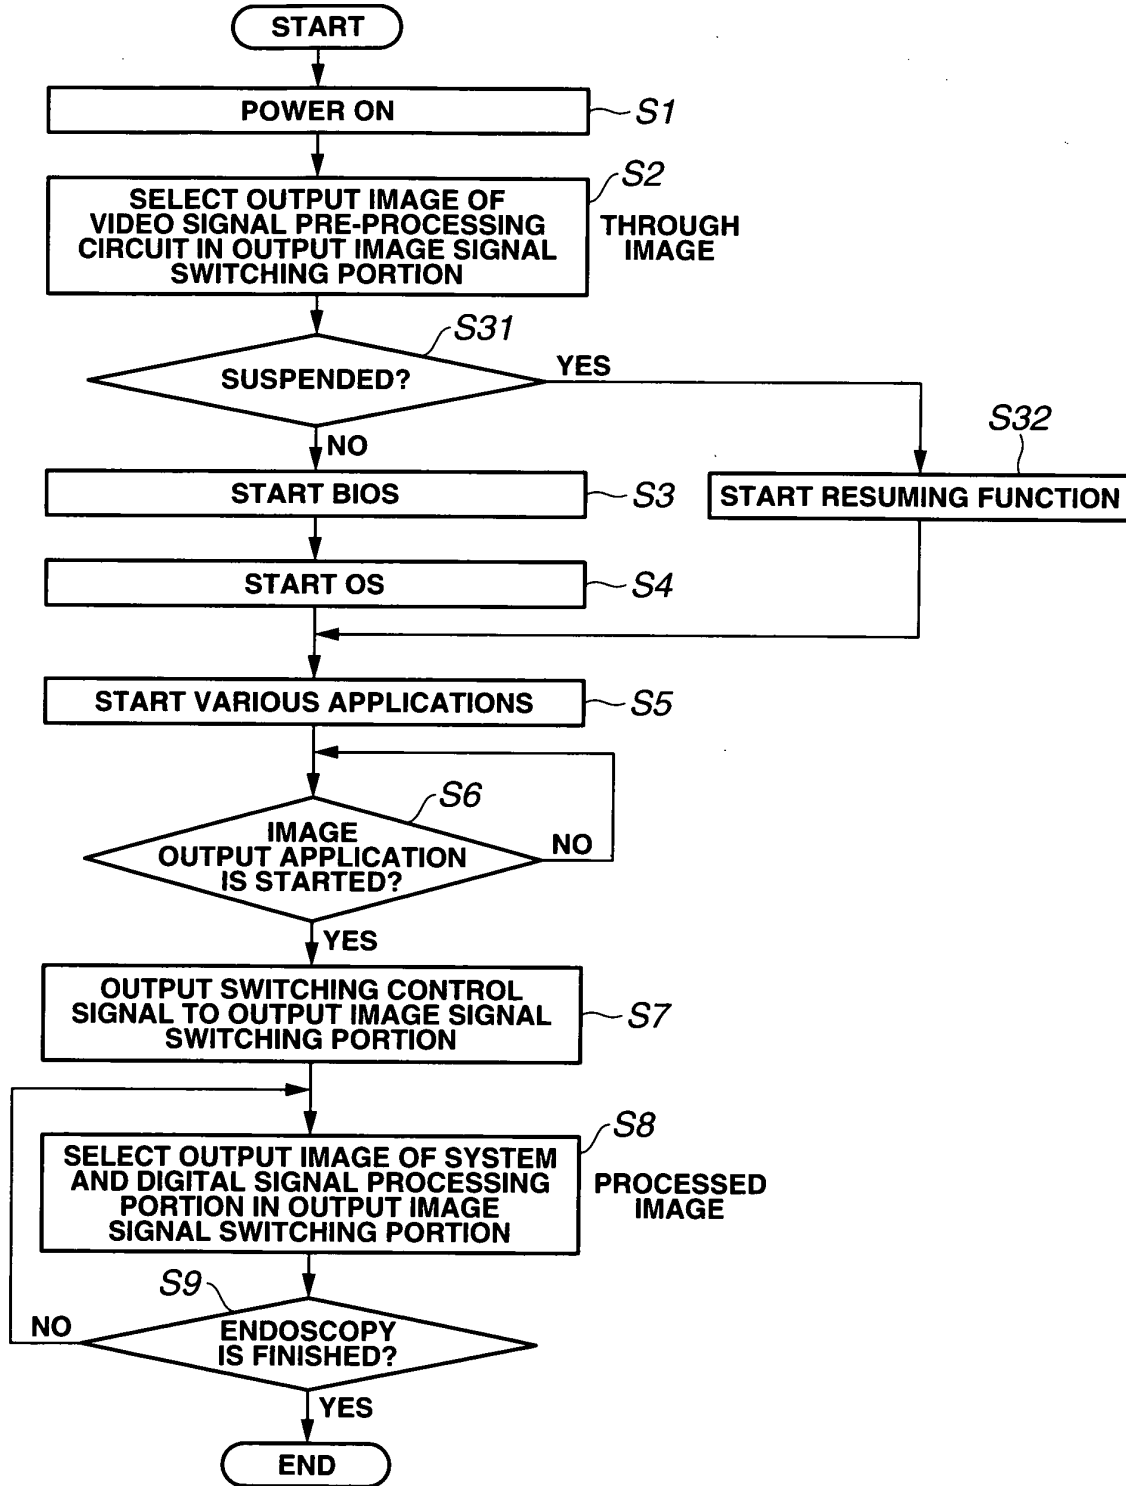 START
POWER ON
S1
SELECT OUTPUT IMAGE OF
VIDEO SIGNAL PRE-PROCESSING
CIRCUIT IN OUTPUT IMAGE SIGNAL
SWITCHING PORTION
S2
THROUGH
IMAGE
S31
SUSPENDED?
YES
NO
S32
START RESUMING FUNCTION
START BIOS
S3
START OS
S4
START VARIOUS APPLICATIONS
S5
S6
IMAGE
OUTPUT APPLICATION
IS STARTED?
NO
YES
OUTPUT SWITCHING CONTROL
SIGNAL TO OUTPUT IMAGE SIGNAL
SWITCHING PORTION
S7
S8
SELECT OUTPUT IMAGE OF SYSTEM
AND DIGITAL SIGNAL PROCESSING
PORTION IN OUTPUT IMAGE
SIGNAL SWITCHING PORTION
PROCESSED
IMAGE
S9
NO
ENDOSCOPY
IS FINISHED?
YES
END